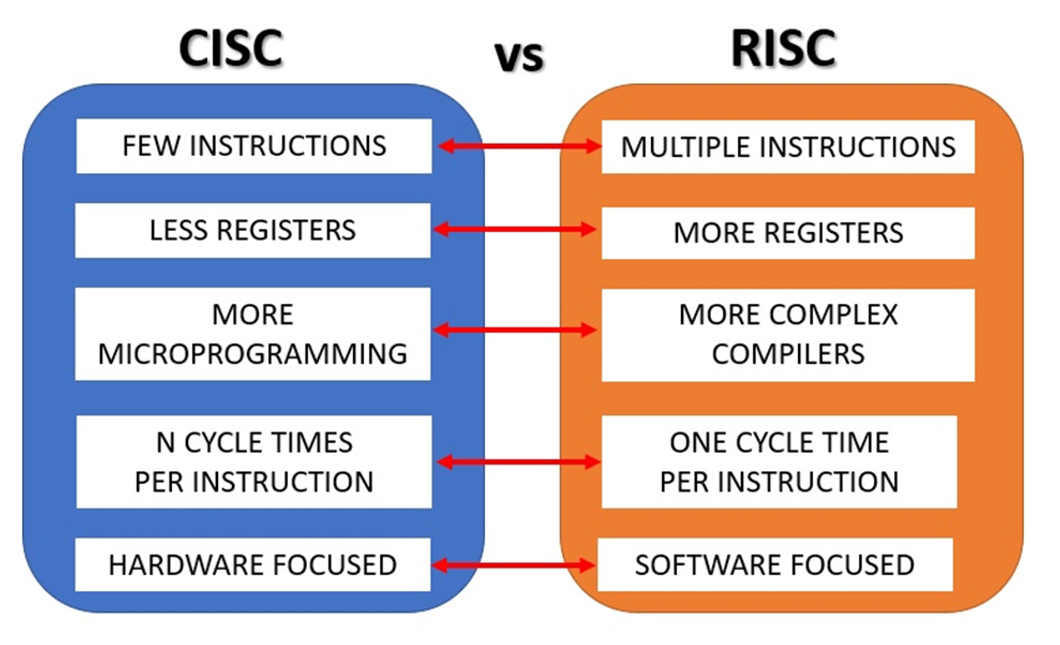 CISC
vs
RISC
FEW INSTRUCTIONS
MULTIPLE INSTRUCTIONS
LESS REGISTERS
MORE REGISTERS
MORE
MICROPROGRAMMING
MORE COMPLEX
COMPILERS
N CYCLE TIMES
PER INSTRUCTION
ONE CYCLE TIME
PER INSTRUCTION
HARDWARE FOCUSED
SOFTWARE FOCUSED